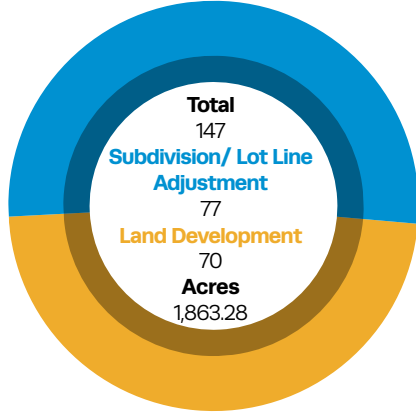 Total
147
Subdivision/ Lot Line
Adjustment
77
Land Development
70
Acres
1,863.28